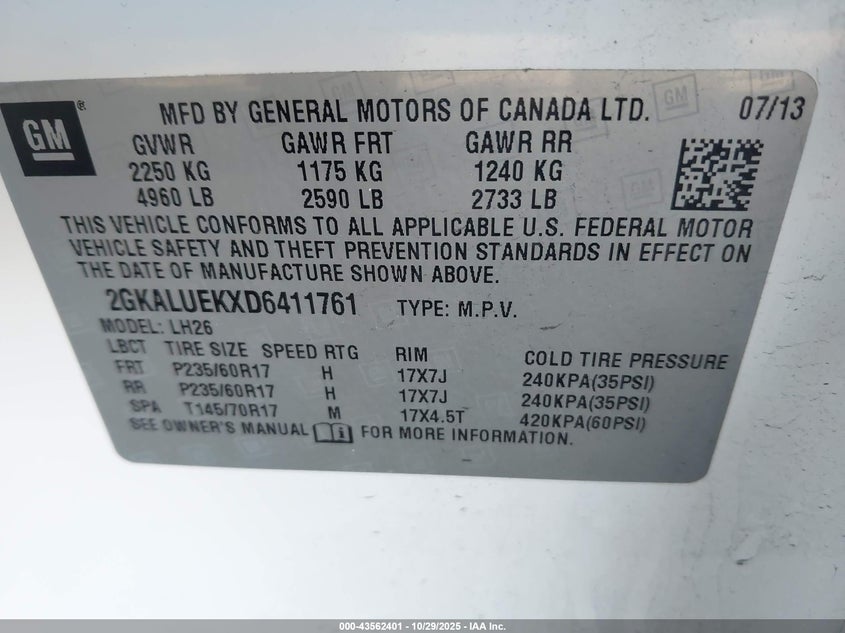 GM ®
MFD BY GENERAL MOTORS OF CANADA LTD. 07/13
GVWR GAWR FRT GAWR RR
2250 KG 1175 KG 1240 KG
4960 LB 2590 LB 2733 LB
THIS VEHICLE CONFORMS TO ALL APPLICABLE U.S. FEDERAL MOTOR
VEHICLE SAFETY AND THEFT PREVENTION STANDARDS IN EFFECT ON
THE DATE OF MANUFACTURE SHOWN ABOVE.
2GKALUEKXD6411761 TYPE: M.P.V.
MODEL: LH26
LBCT TIRE SIZE SPEED RTG RIM COLD TIRE PRESSURE
FRT P235/60R17 H 17X7J 240KPA(35PSI)
RR P235/60R17 H 17X7J 240KPA(35PSI)
SPA T145/70R17 M 17X4.5T 420KPA(60PSI)
SEE OWNER'S MANUAL i FOR MORE INFORMATION.
000-43562401 - 10/29/2025 - IAA Inc.